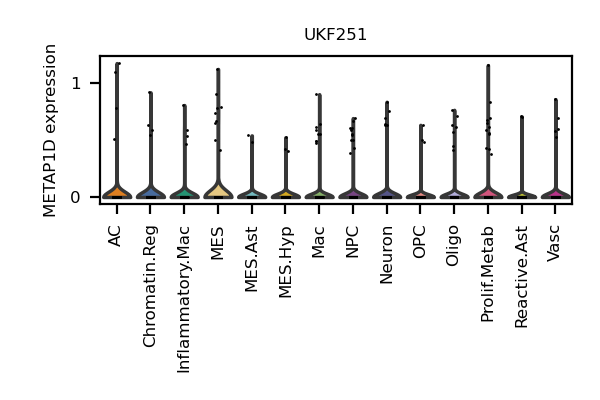 UKF251
METAP1D expression
1
0
AC
Chromatin.Reg
Inflammatory.Mac
MES
MES.Ast
MES.Hyp
Mac
NPC
Neuron
OPC
Oligo
Prolif.Metab
Reactive.Ast
Vasc